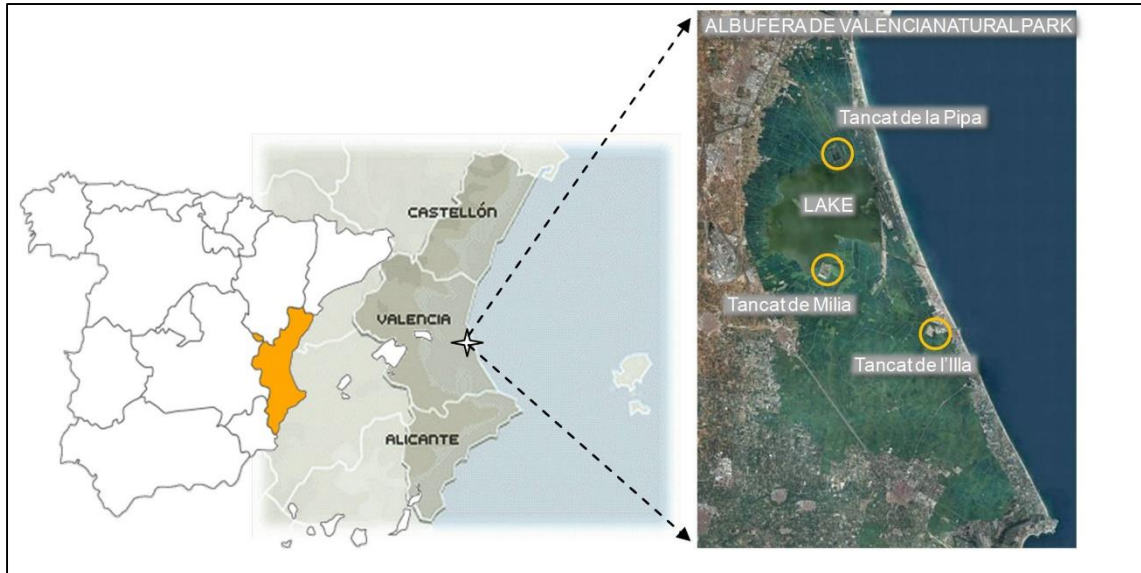 ALBUFERA DE VALENCIANATURAL PARK
Tancat de la Pipa
LAKE
Tancat de Milia
Tancat de l'Illa
CASTELLÓN
VALENCIA
ALICANTE